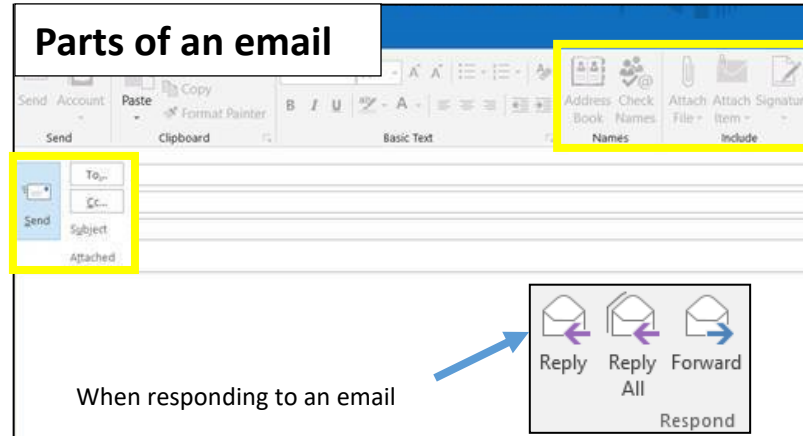 Parts of an email
Copy
Send Account Paste Format Painter
B I U A
Address Check Attach Attach Signature
Book Names File Item
Send Clipboard Basic Text Names Include
To...
Cc...
Send
Subject
Attached
Reply Reply Forward
All
When responding to an email
Respond